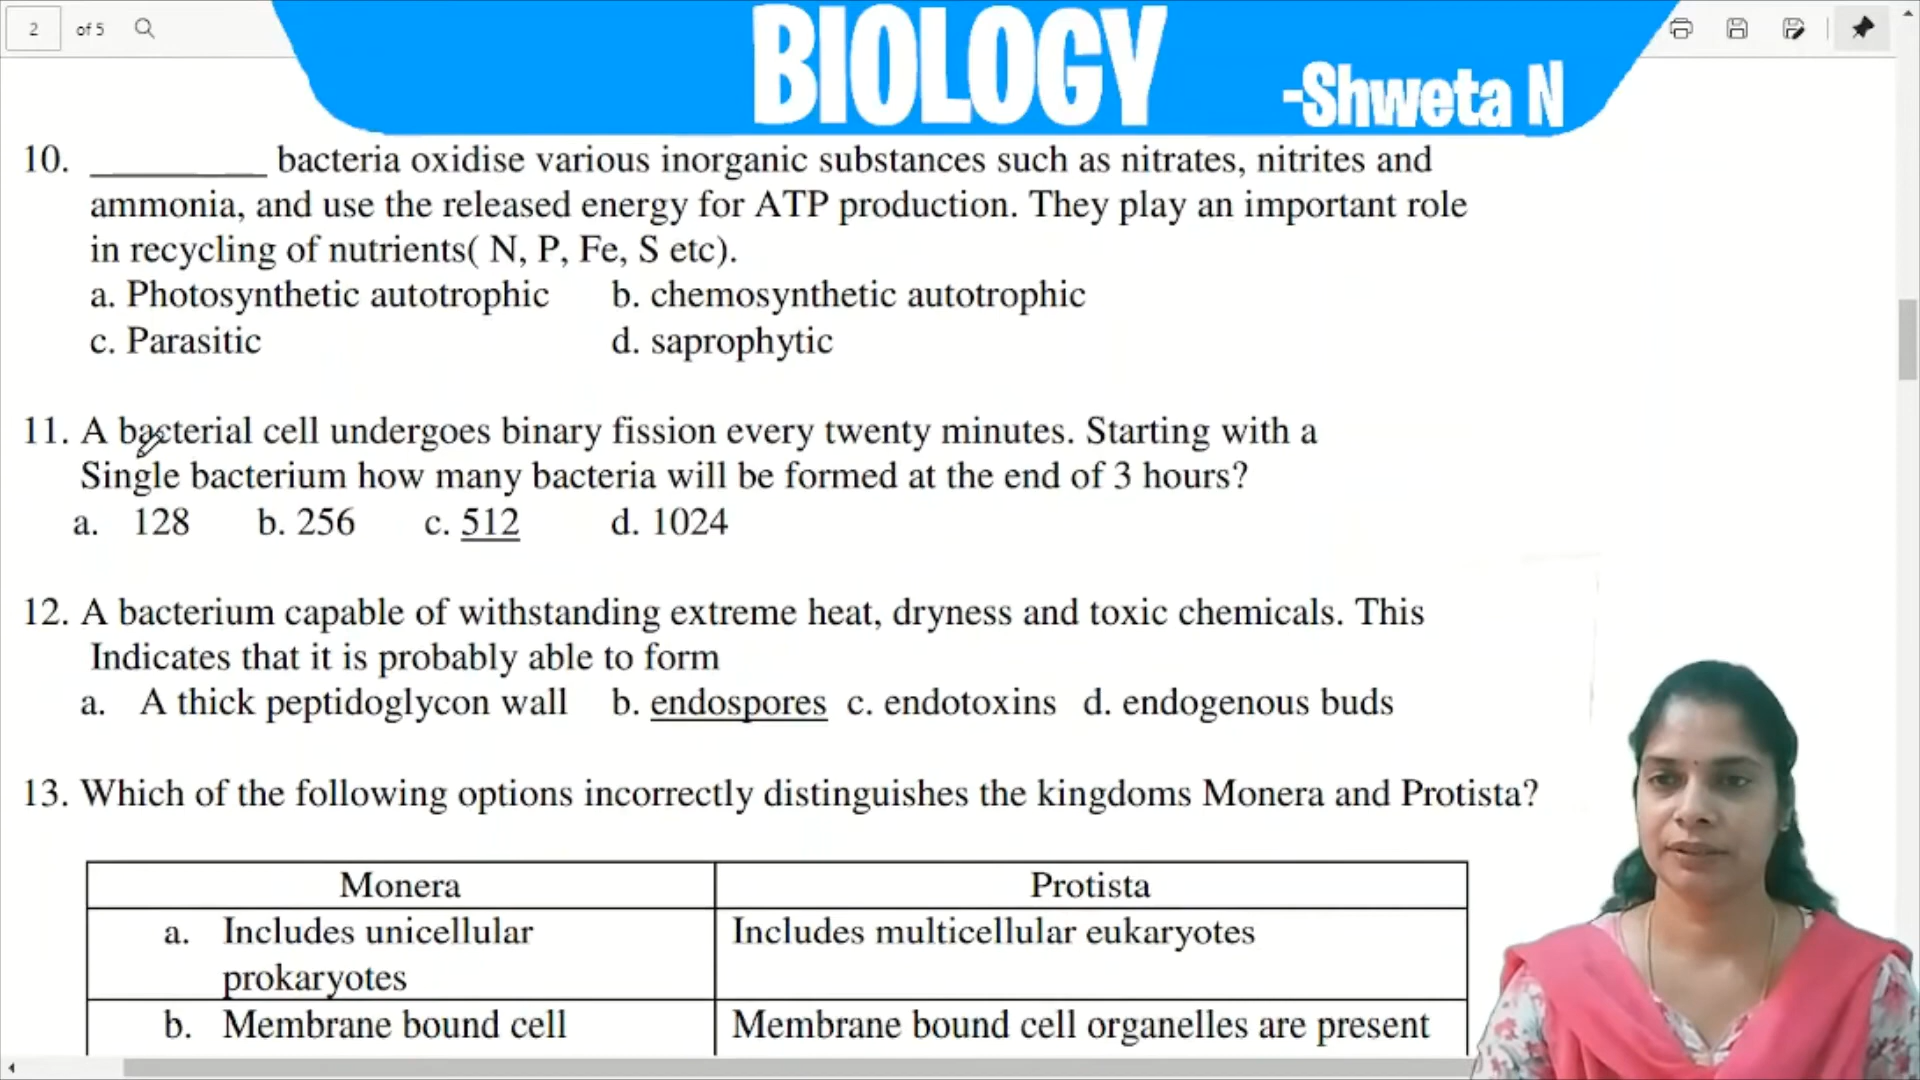 2 of 5
BIOLOGY
-Shweta N
10. _________ bacteria oxidise various inorganic substances such as nitrates, nitrites and
ammonia, and use the released energy for ATP production. They play an important role
in recycling of nutrients( N, P, Fe, S etc).
a. Photosynthetic autotrophic b. chemosynthetic autotrophic
c. Parasitic d. saprophytic
11. A bacterial cell undergoes binary fission every twenty minutes. Starting with a
Single bacterium how many bacteria will be formed at the end of 3 hours?
a. 128 b. 256 c. 512 d. 1024
12. A bacterium capable of withstanding extreme heat, dryness and toxic chemicals. This
Indicates that it is probably able to form
a. A thick peptidoglycon wall b. endospores c. endotoxins d. endogenous buds
13. Which of the following options incorrectly distinguishes the kingdoms Monera and Protista?
Monera Protista
a. Includes unicellular Includes multicellular eukaryotes
prokaryotes
b. Membrane bound cell Membrane bound cell organelles are present